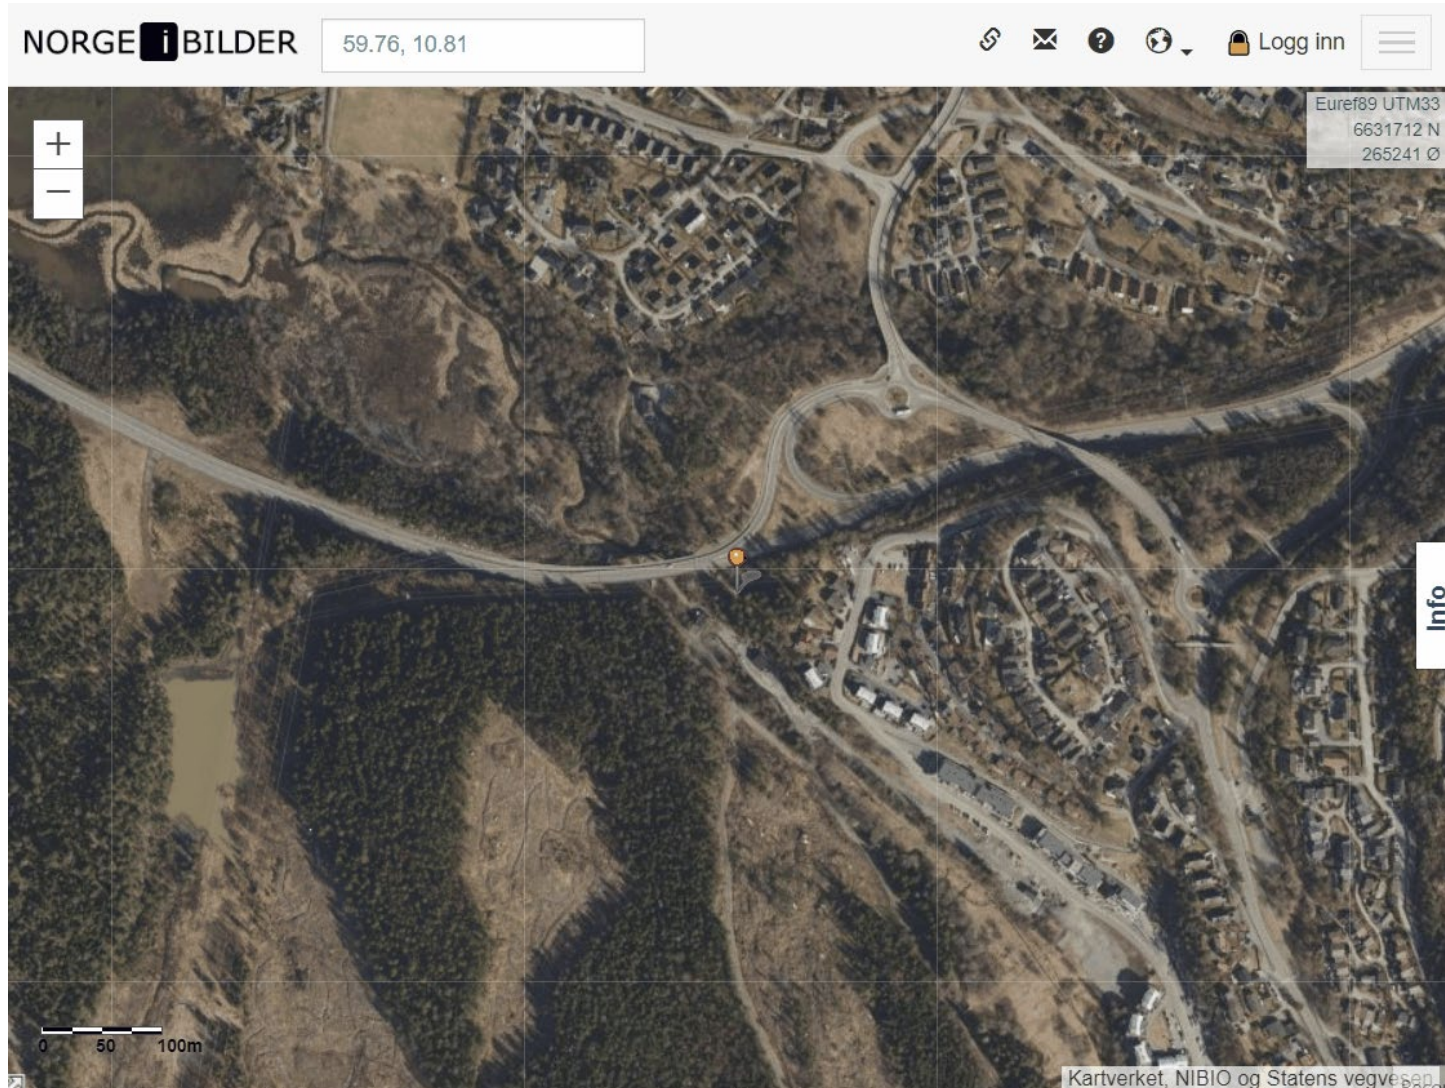 NORGE i BILDER
59.76, 10.81
Logg inn
Euref89 UTM33
6631712 N
265241 Ø
Info
0 50 100m
Kartverket, NIBIO og Statens vegvesen